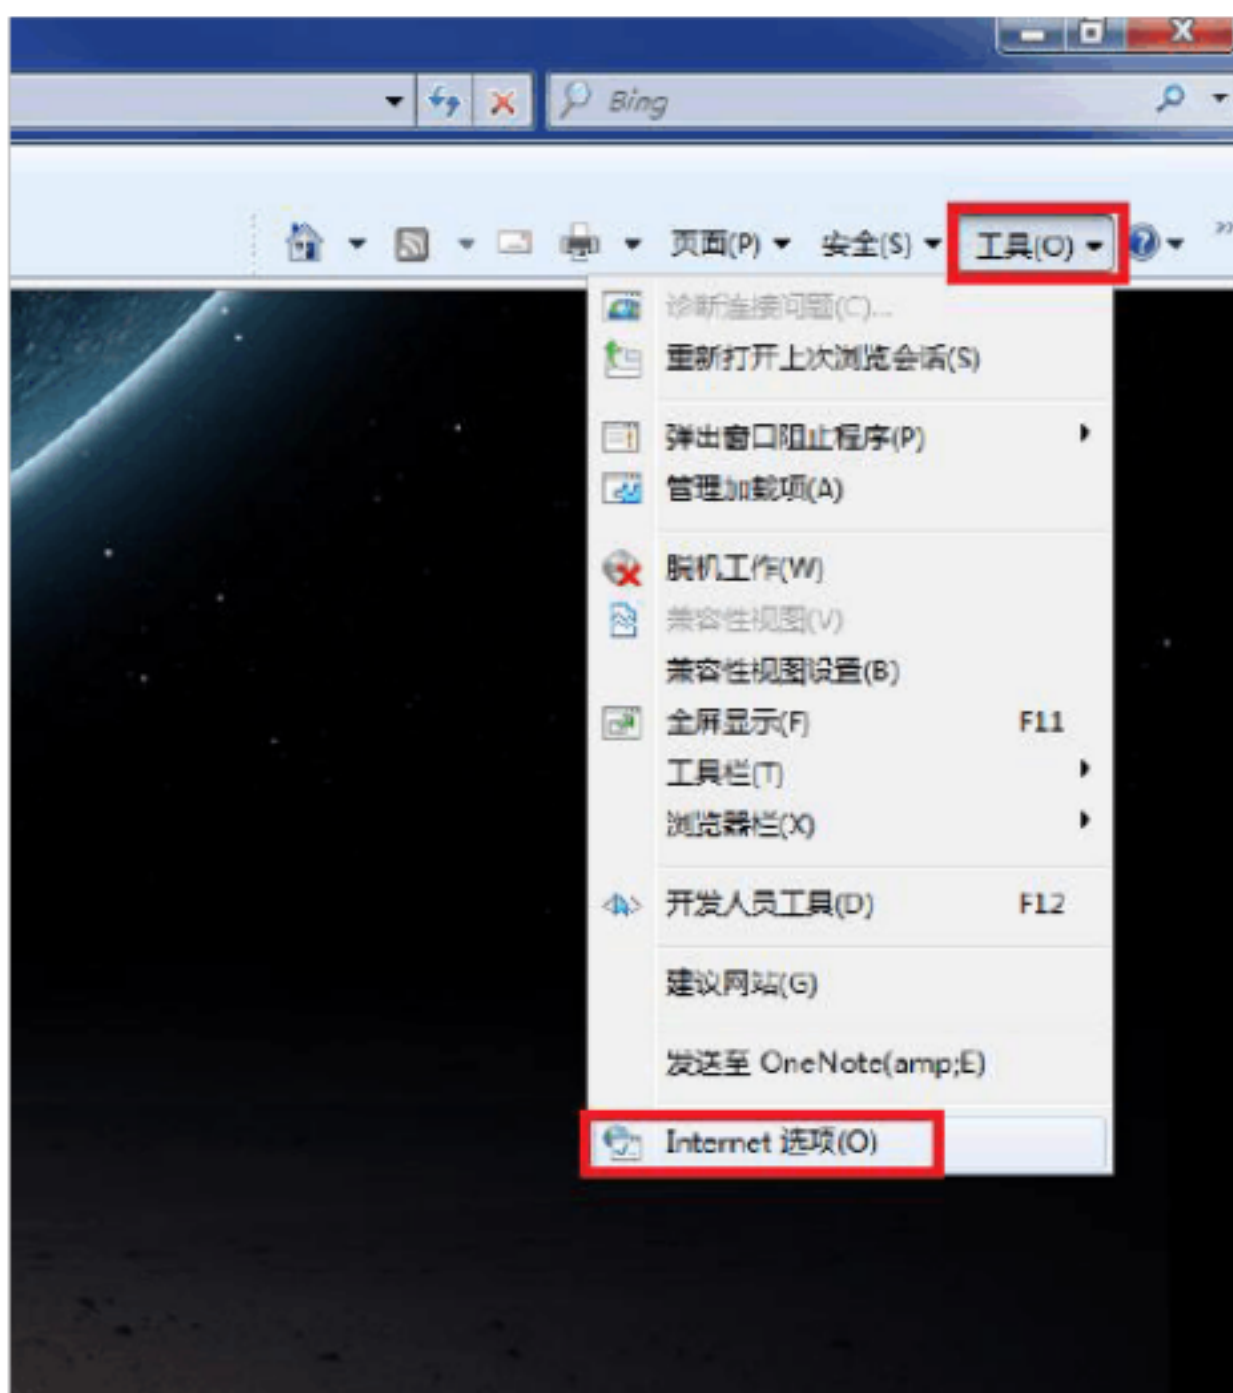 Bing
页面(P) 安全(S) 工具(O)
诊断连接问题(C)...
重新打开上次浏览会话(S)
弹出窗口阻止程序(P)
管理加载项(A)
脱机工作(W)
兼容性视图(V)
兼容性视图设置(B)
全屏显示(F) F11
工具栏(T)
浏览器栏(X)
开发人员工具(D) F12
建议网站(G)
发送至 OneNote(amp;E)
Internet 选项(O)